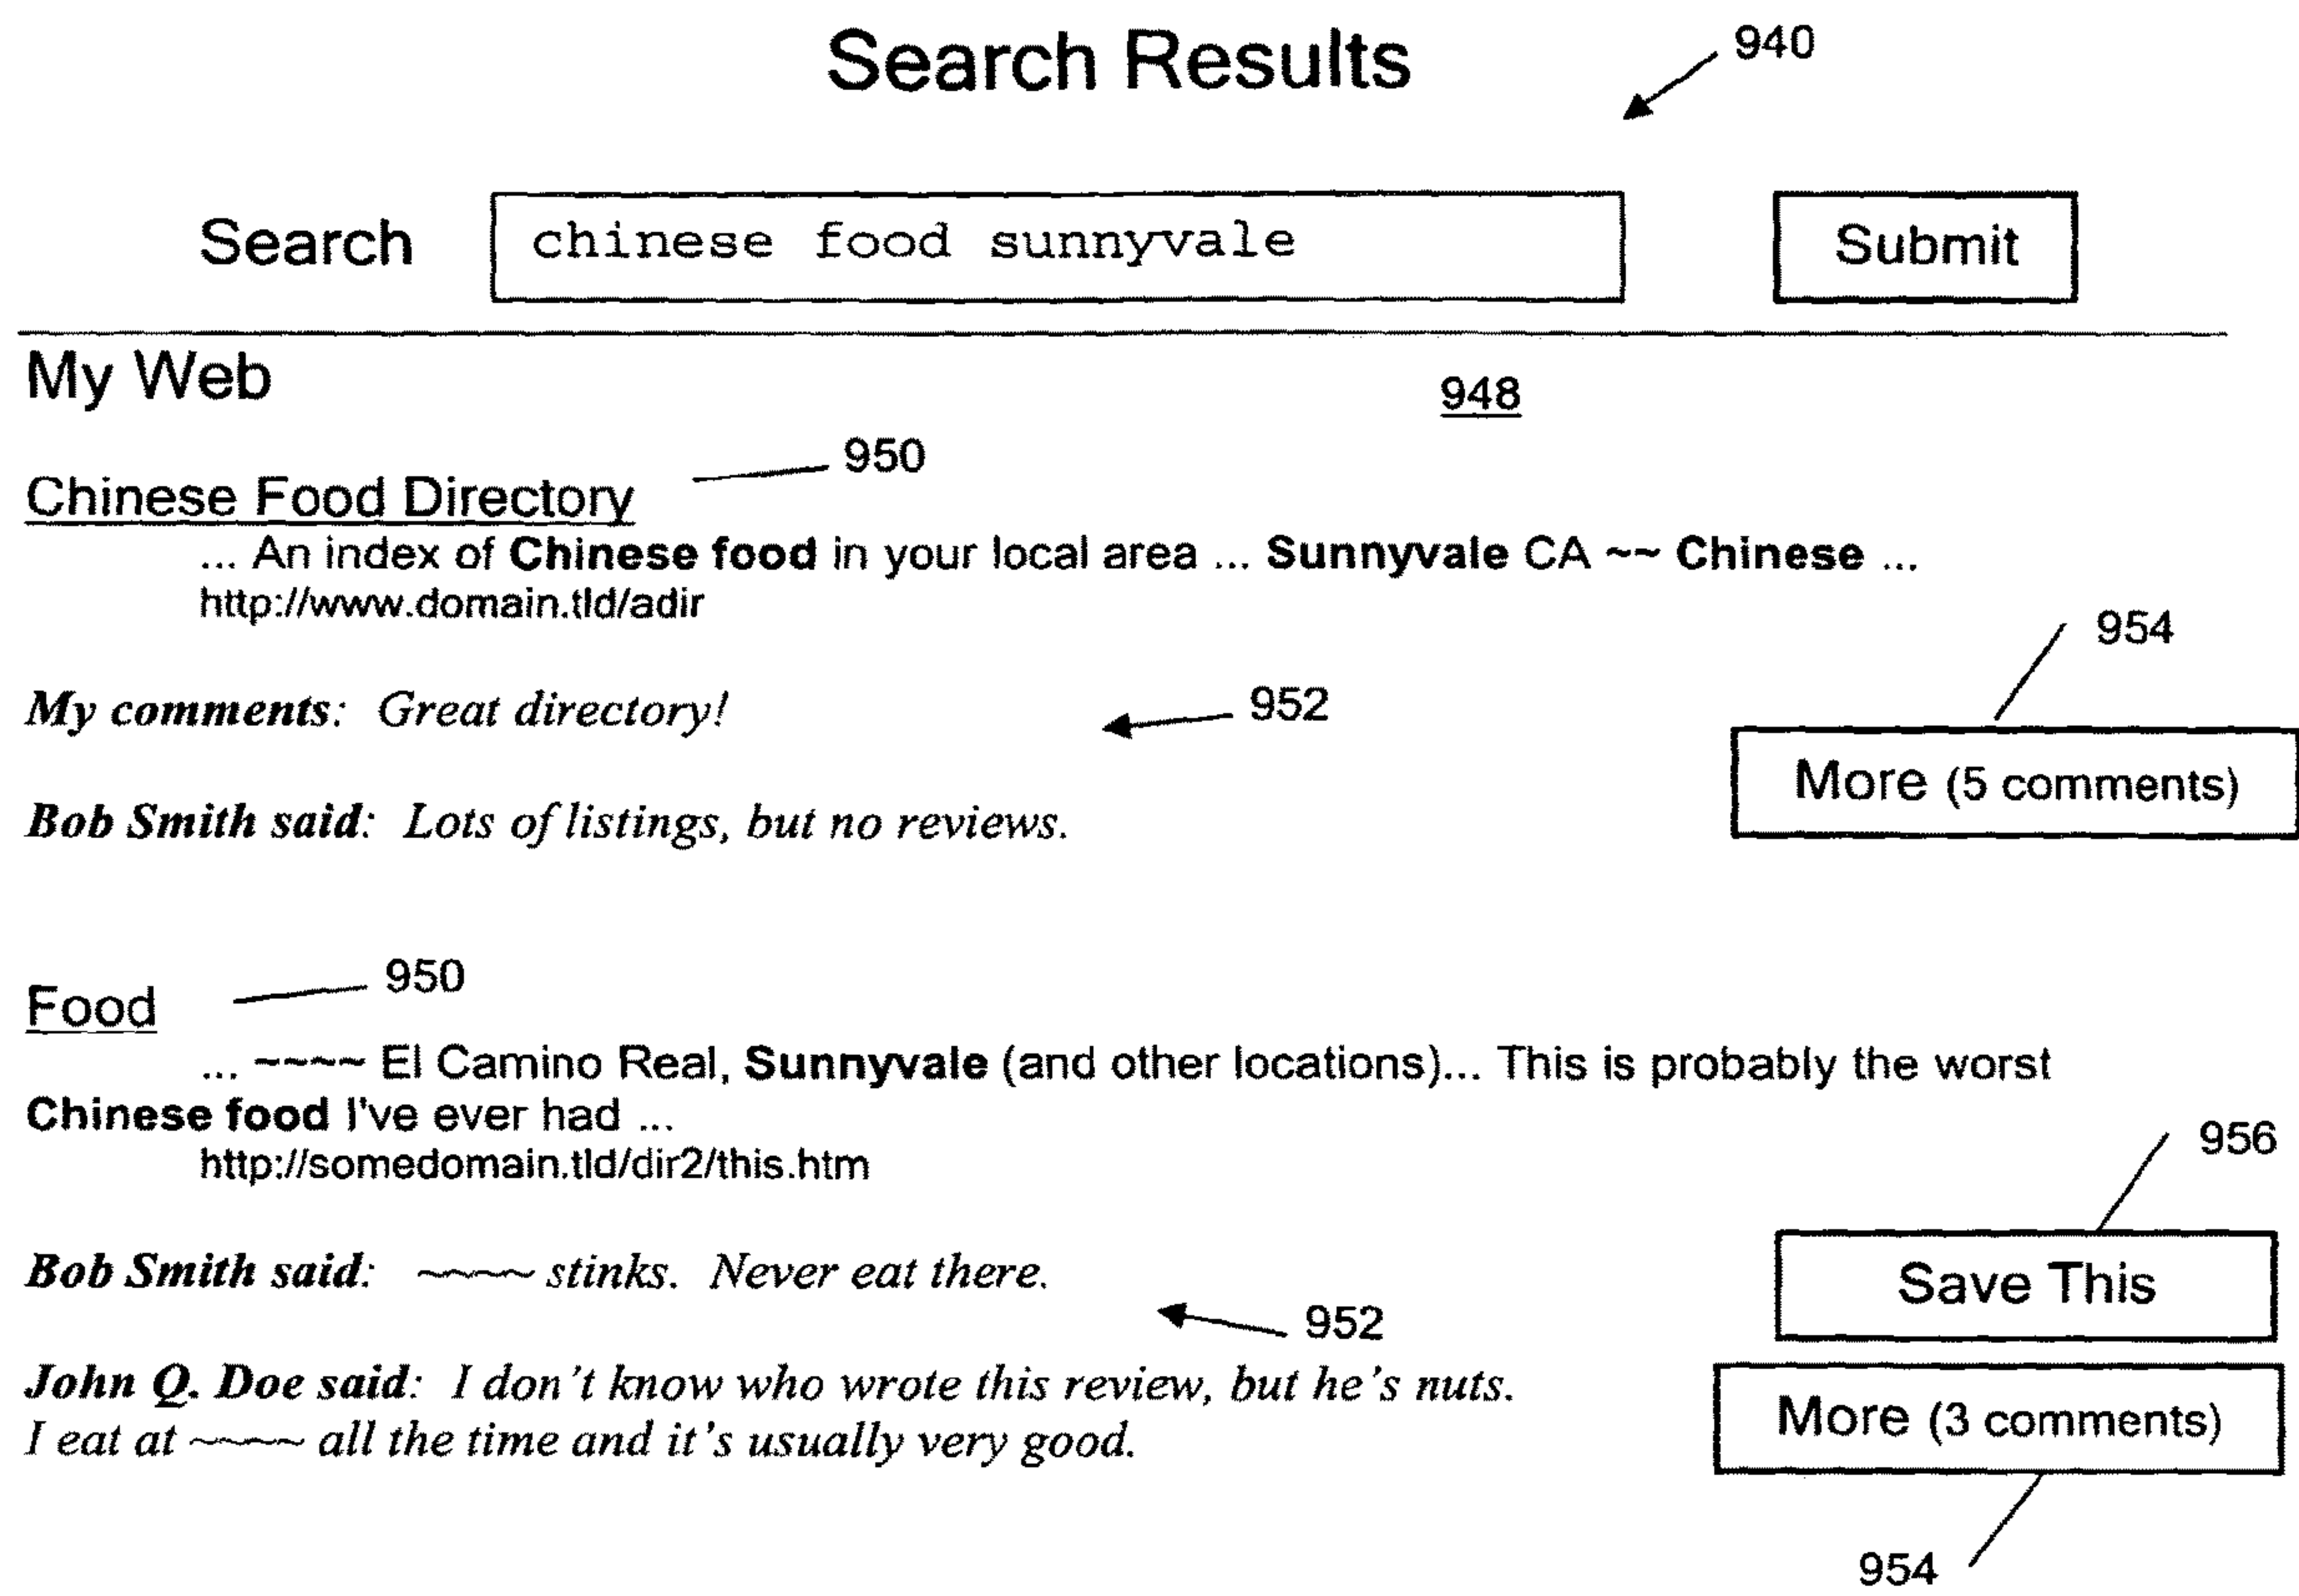 Search Results
940
Search chinese food sunnyvale Submit
My Web
948
950
Chinese Food Directory
... An index of Chinese food in your local area ... Sunnyvale CA ~~ Chinese ...
http://www.domain.tld/adir
954
My comments: Great directory!
952
More (5 comments)
Bob Smith said: Lots of listings, but no reviews.
950
Food
... ~~~~ El Camino Real, Sunnyvale (and other locations)... This is probably the worst
Chinese food I've ever had ...
956
http://somedomain.tld/dir2/this.htm
Bob Smith said: ~~~~ stinks. Never eat there.
Save This
952
John Q. Doe said: I don't know who wrote this review, but he's nuts.
More (3 comments)
I eat at ~~~~ all the time and it's usually very good.
954